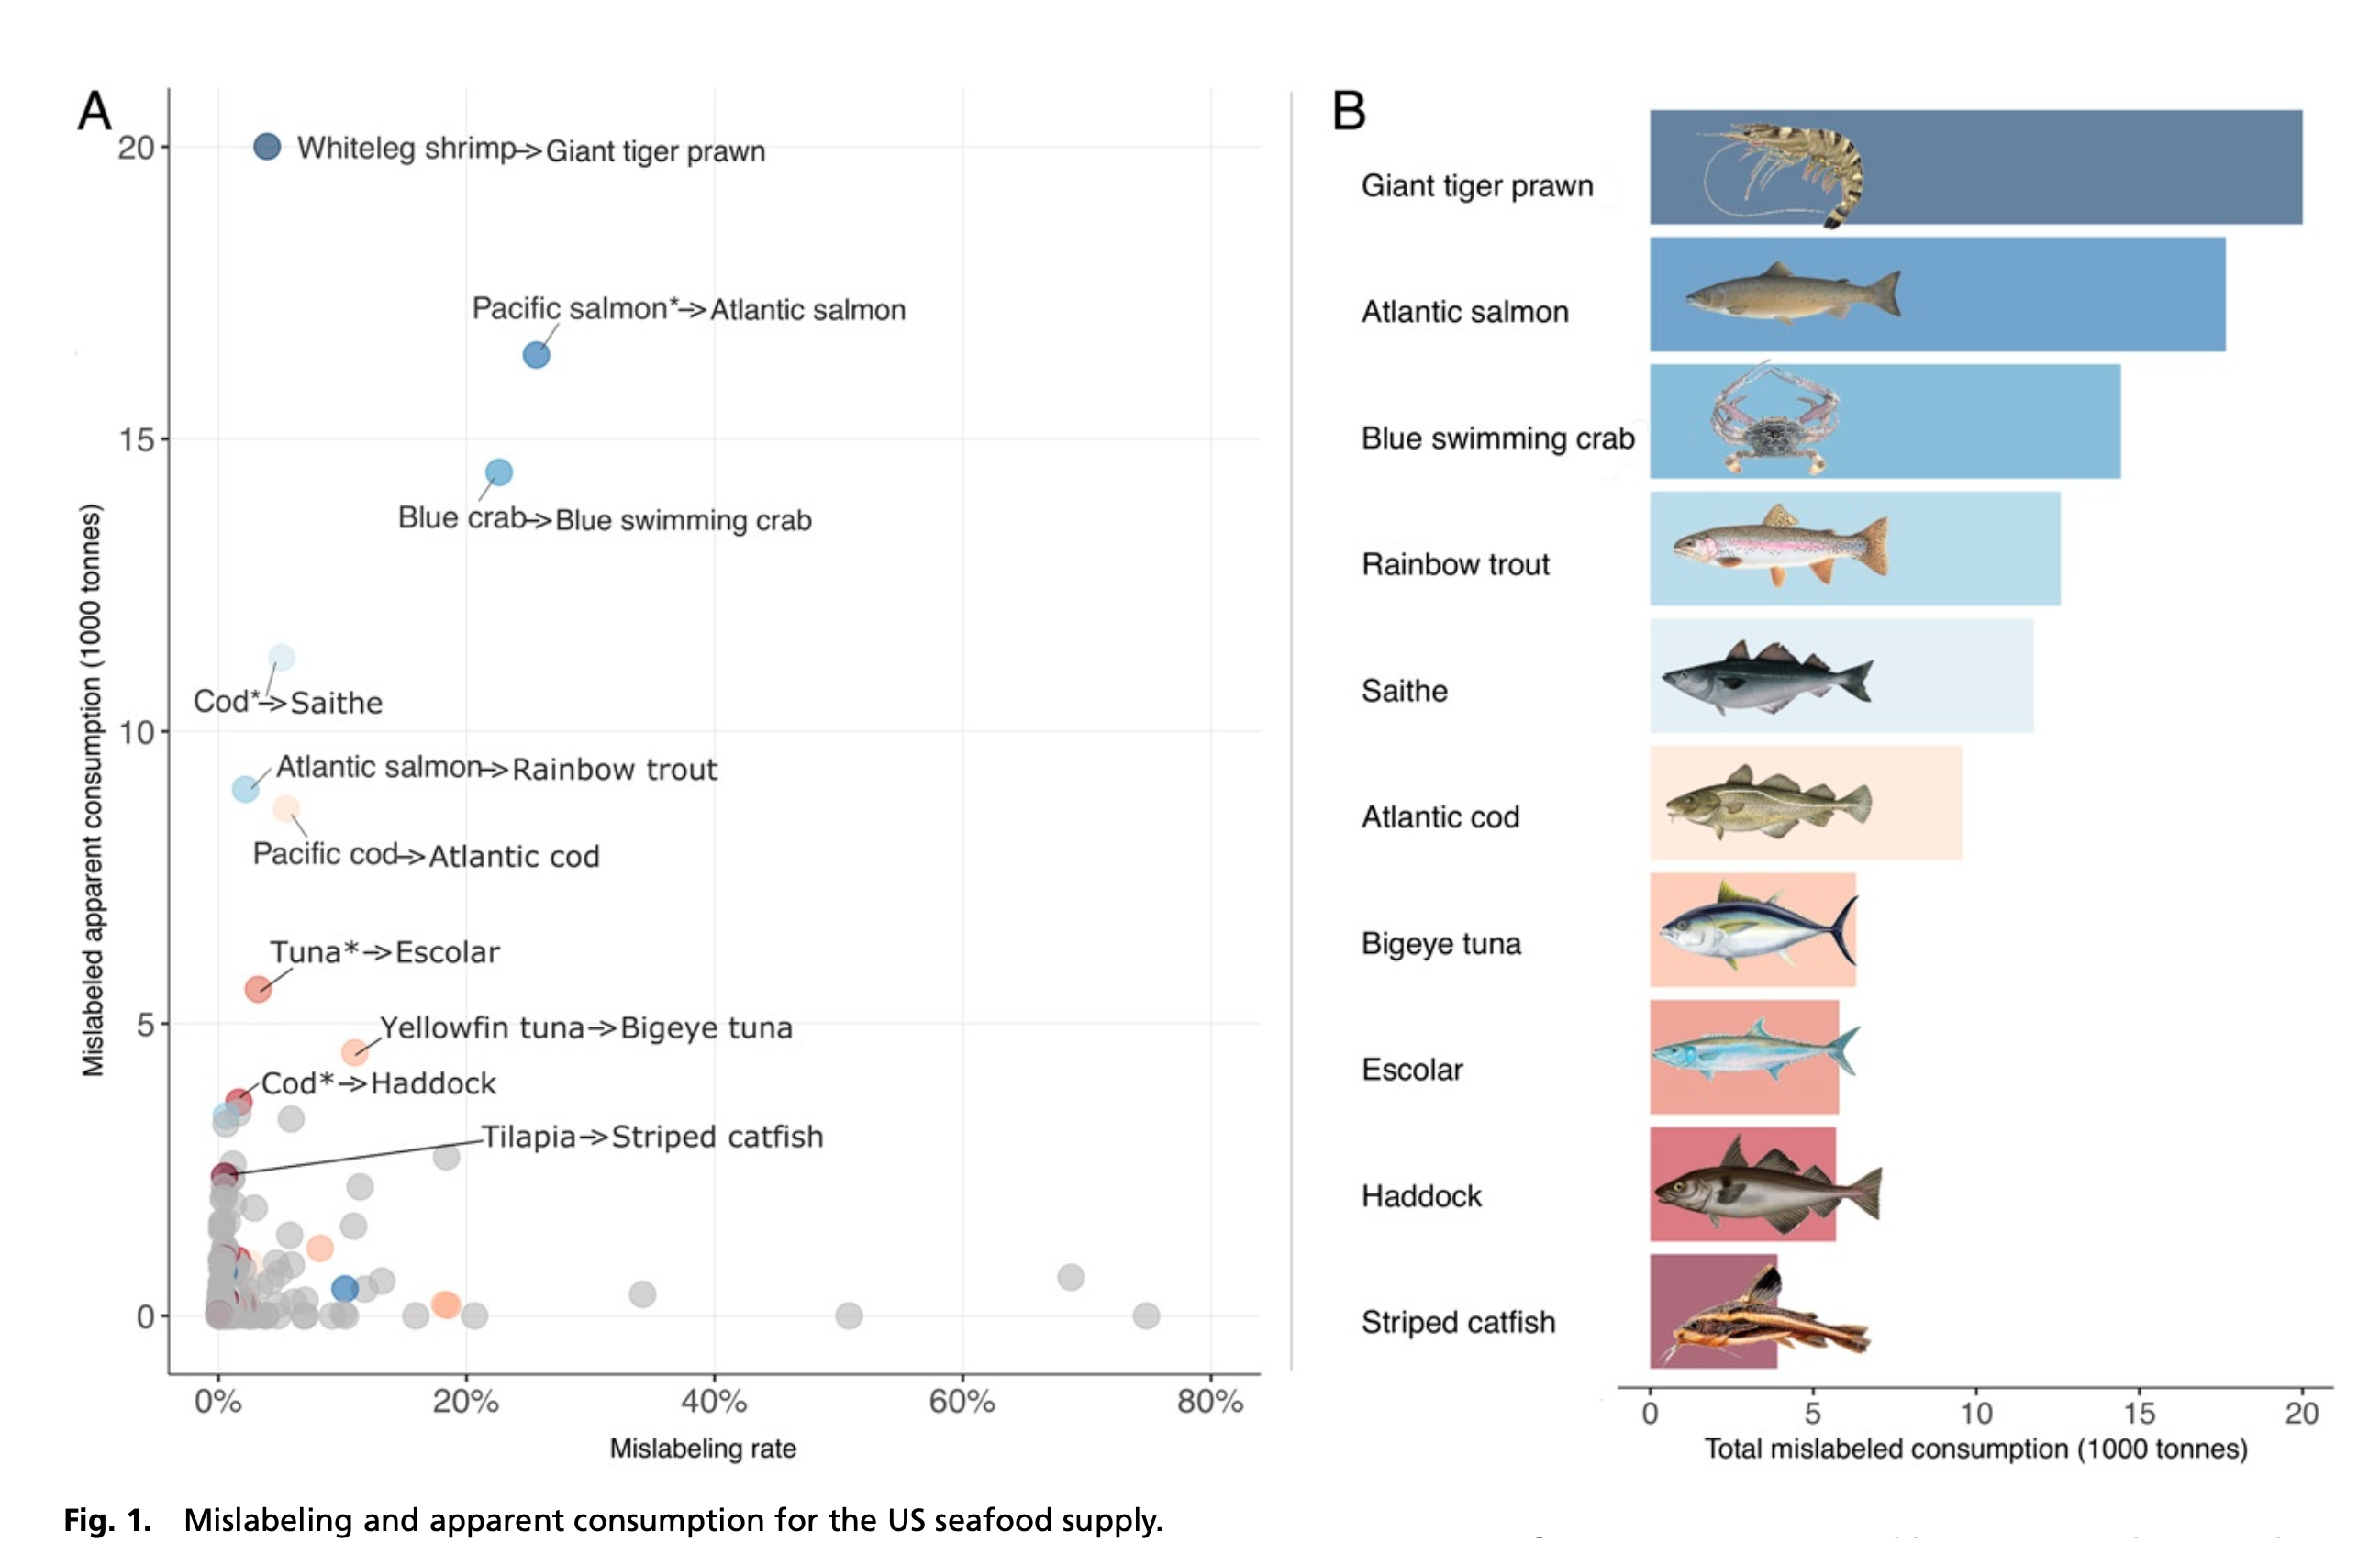 A
20
Whiteleg shrimp->Giant tiger prawn
Pacific salmon*->Atlantic salmon
15
Blue crab->Blue swimming crab
Cod*->Saithe
10
Atlantic salmon->Rainbow trout
Pacific cod->Atlantic cod
Tuna*->Escolar
5
Yellowfin tuna->Bigeye tuna
Cod*->Haddock
Tilapia->Striped catfish
0
Mislabeled apparent consumption (1000 tonnes)
0% 20% 40% 60% 80%
Mislabeling rate
B
Giant tiger prawn
Atlantic salmon
Blue swimming crab
Rainbow trout
Saithe
Atlantic cod
Bigeye tuna
Escolar
Haddock
Striped catfish
0 5 10 15 20
Total mislabeled consumption (1000 tonnes)
Fig. 1. Mislabeling and apparent consumption for the US seafood supply.